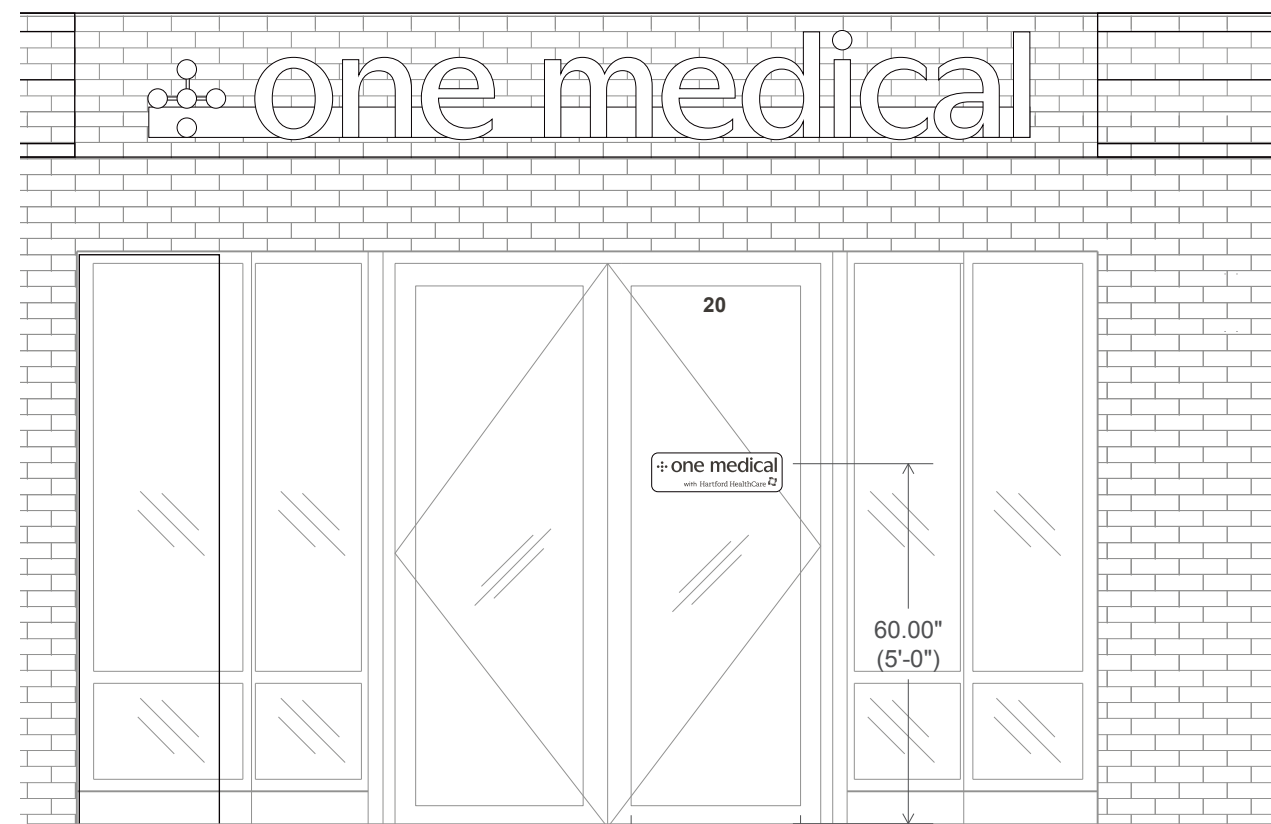 one medical
20
one medical
with Hartford HealthCare
60.00"
(5'-0")